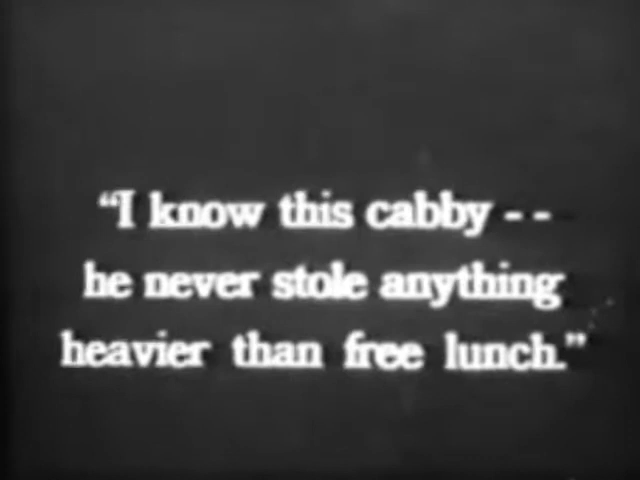 “I know this cabby - -
he never stole anything
heavier than free lunch.”